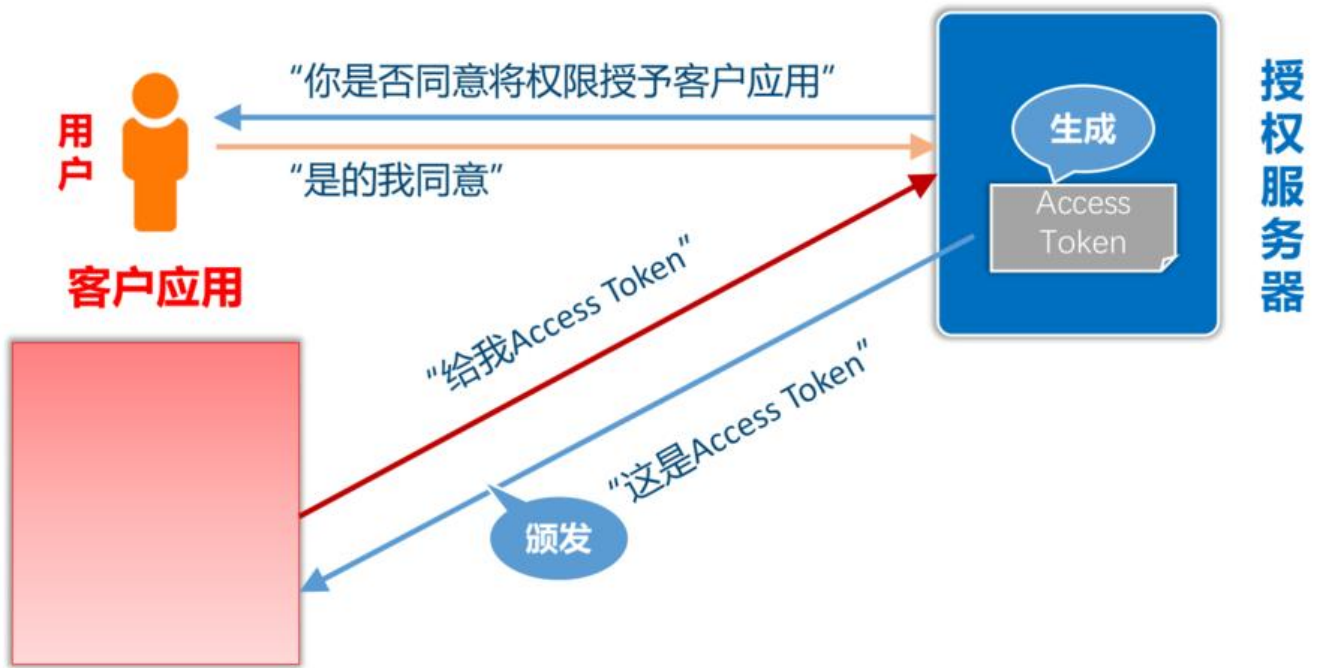 “你是否同意将权限授予客户应用”
用户
“是的我同意”
客户应用
生成
Access
Token
授权服务器
“给我Access Token”
“这是Access Token”
颁发